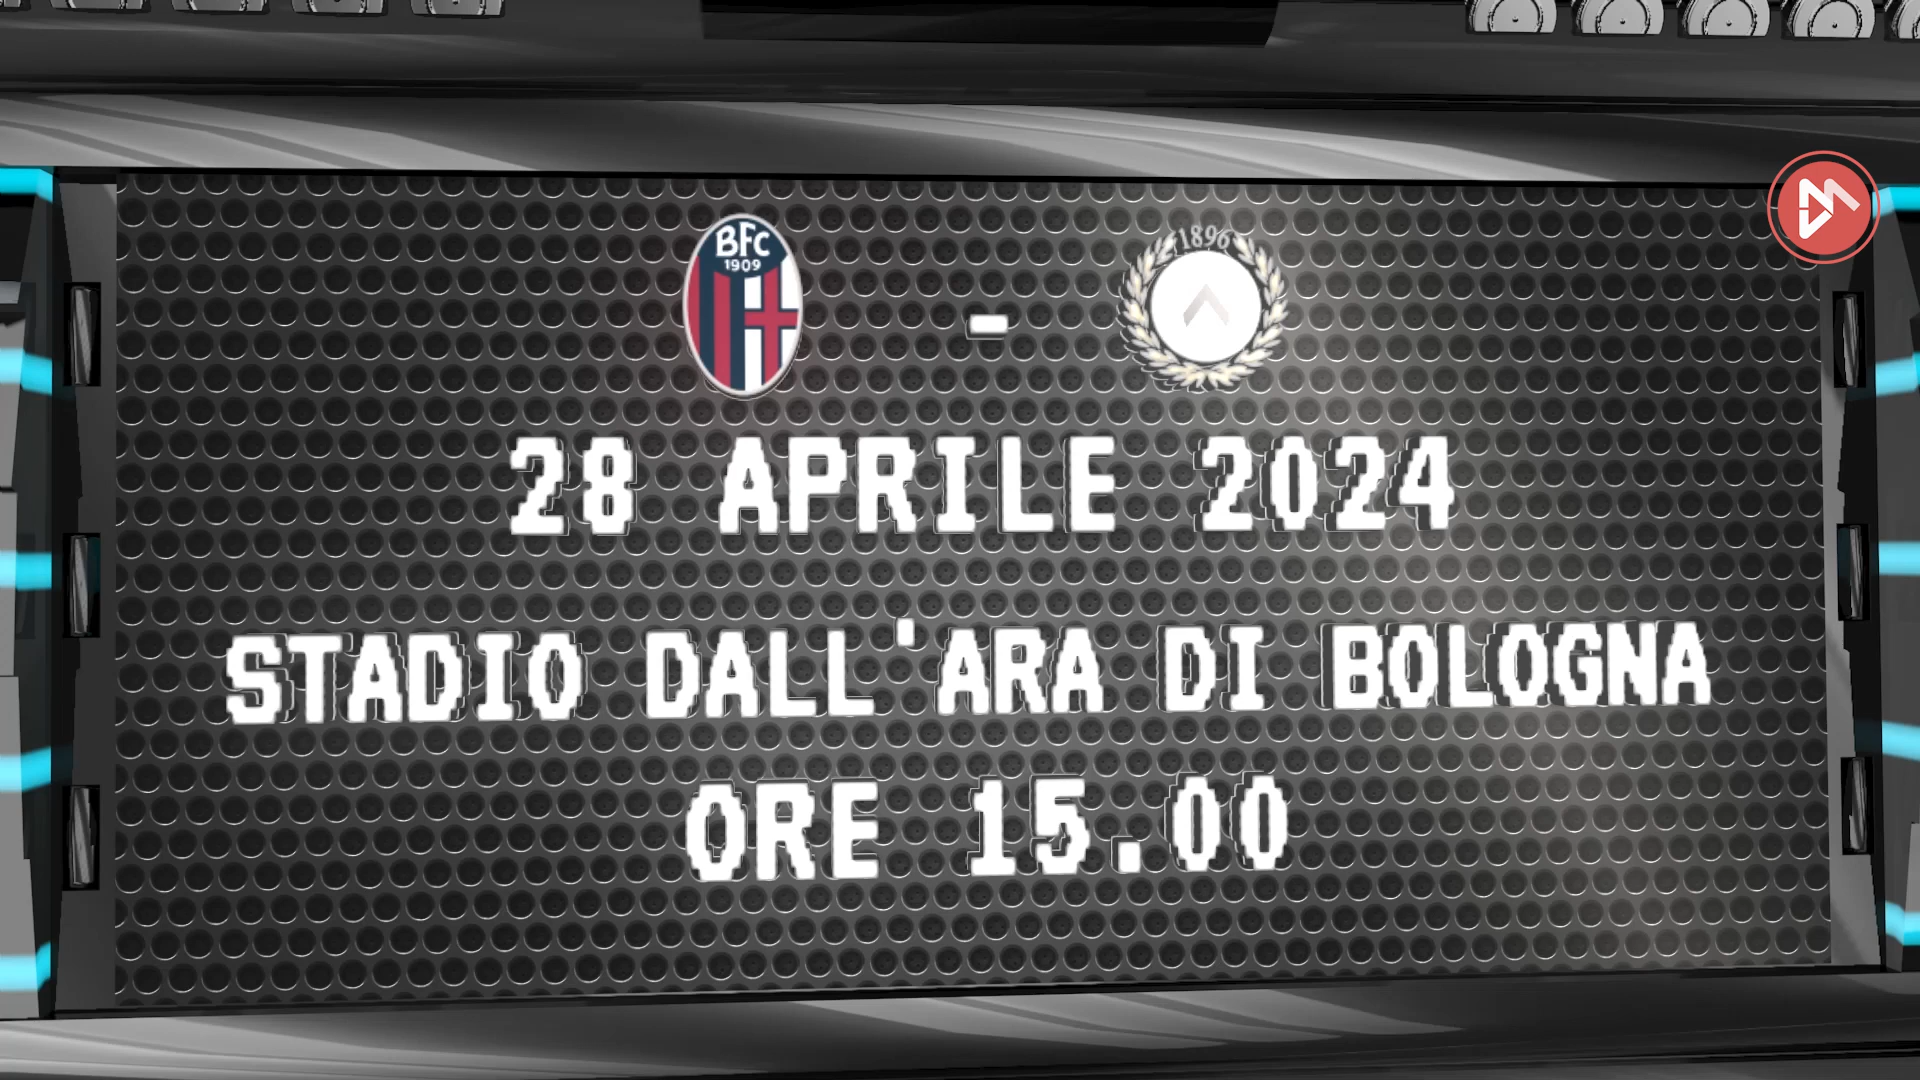 BFC
1909
1896
-
28 APRILE 2024
STADIO DALL'ARA DI BOLOGNA
ORE 15.00